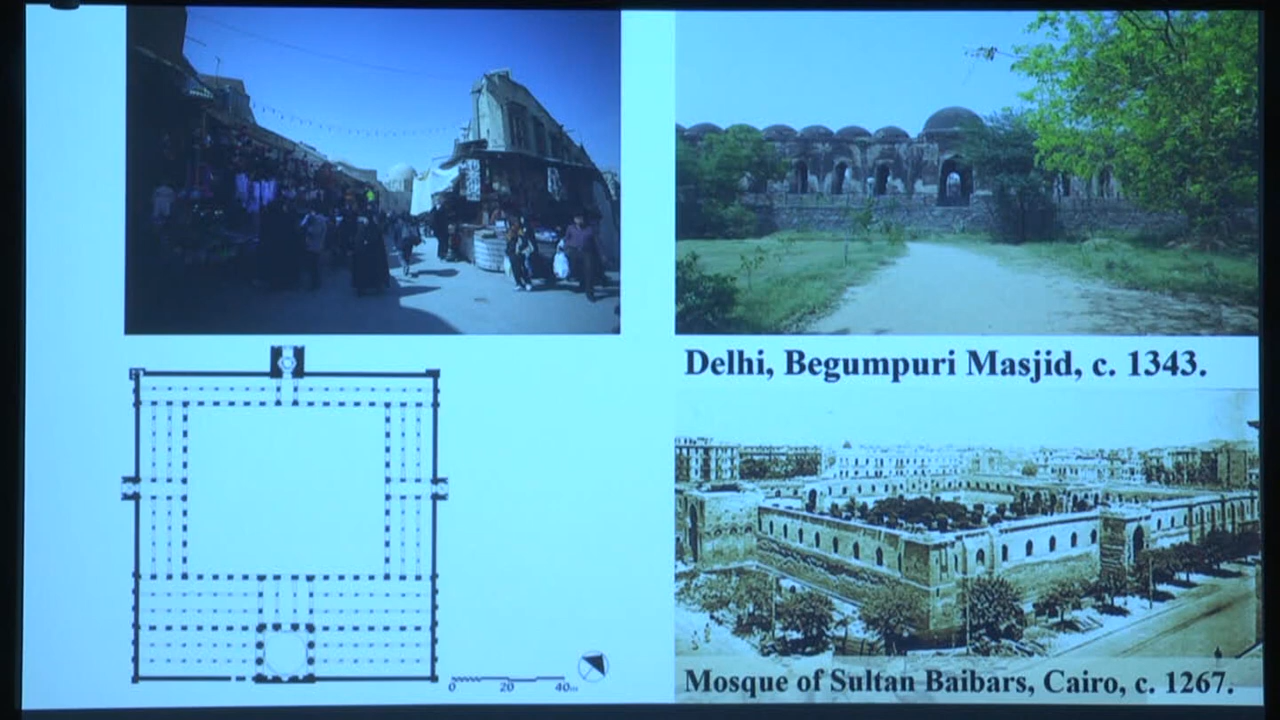 Delhi, Begumpuri Masjid, c. 1343.
0 20 40m
Mosque of Sultan Baibars, Cairo, c. 1267.